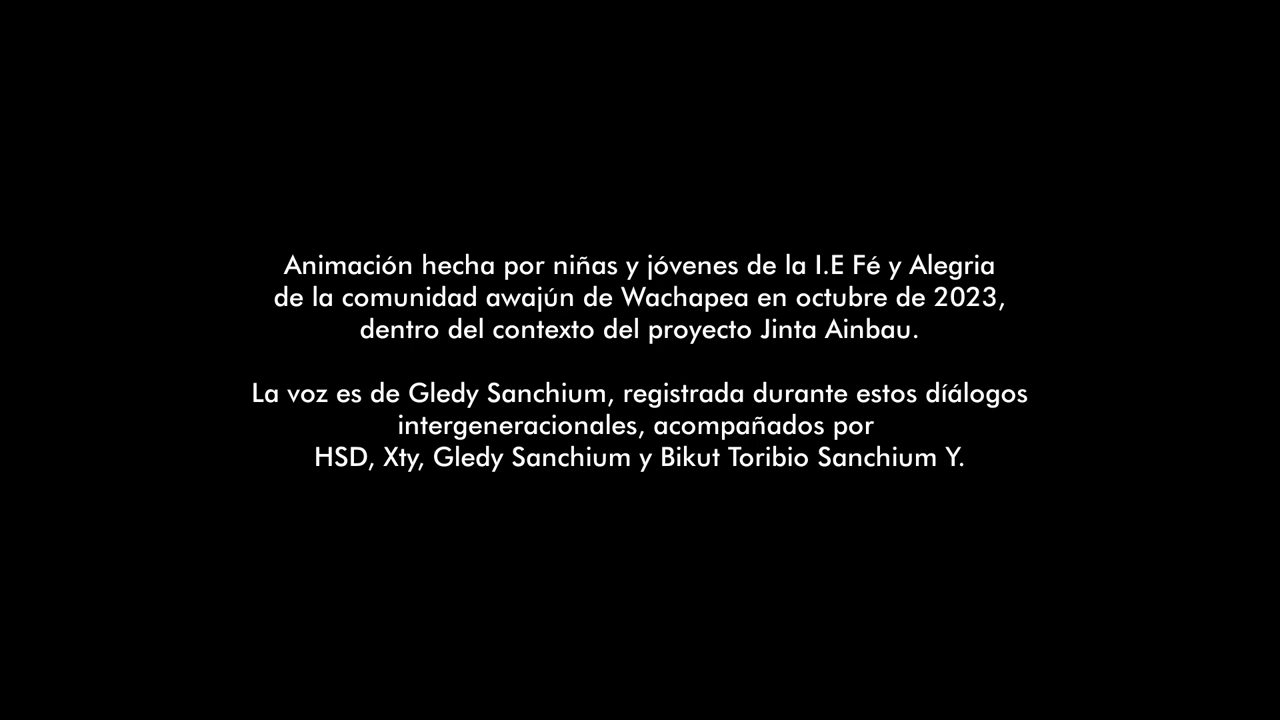 Animación hecha por niñas y jóvenes de la I.E Fé y Alegria
de la comunidad awajún de Wachapea en octubre de 2023,
dentro del contexto del proyecto Jinta Ainbau.
La voz es de Gledy Sanchium, registrada durante estos díálogos
intergeneracionales, acompañados por
HSD, Xty, Gledy Sanchium y Bikut Toribio Sanchium Y.